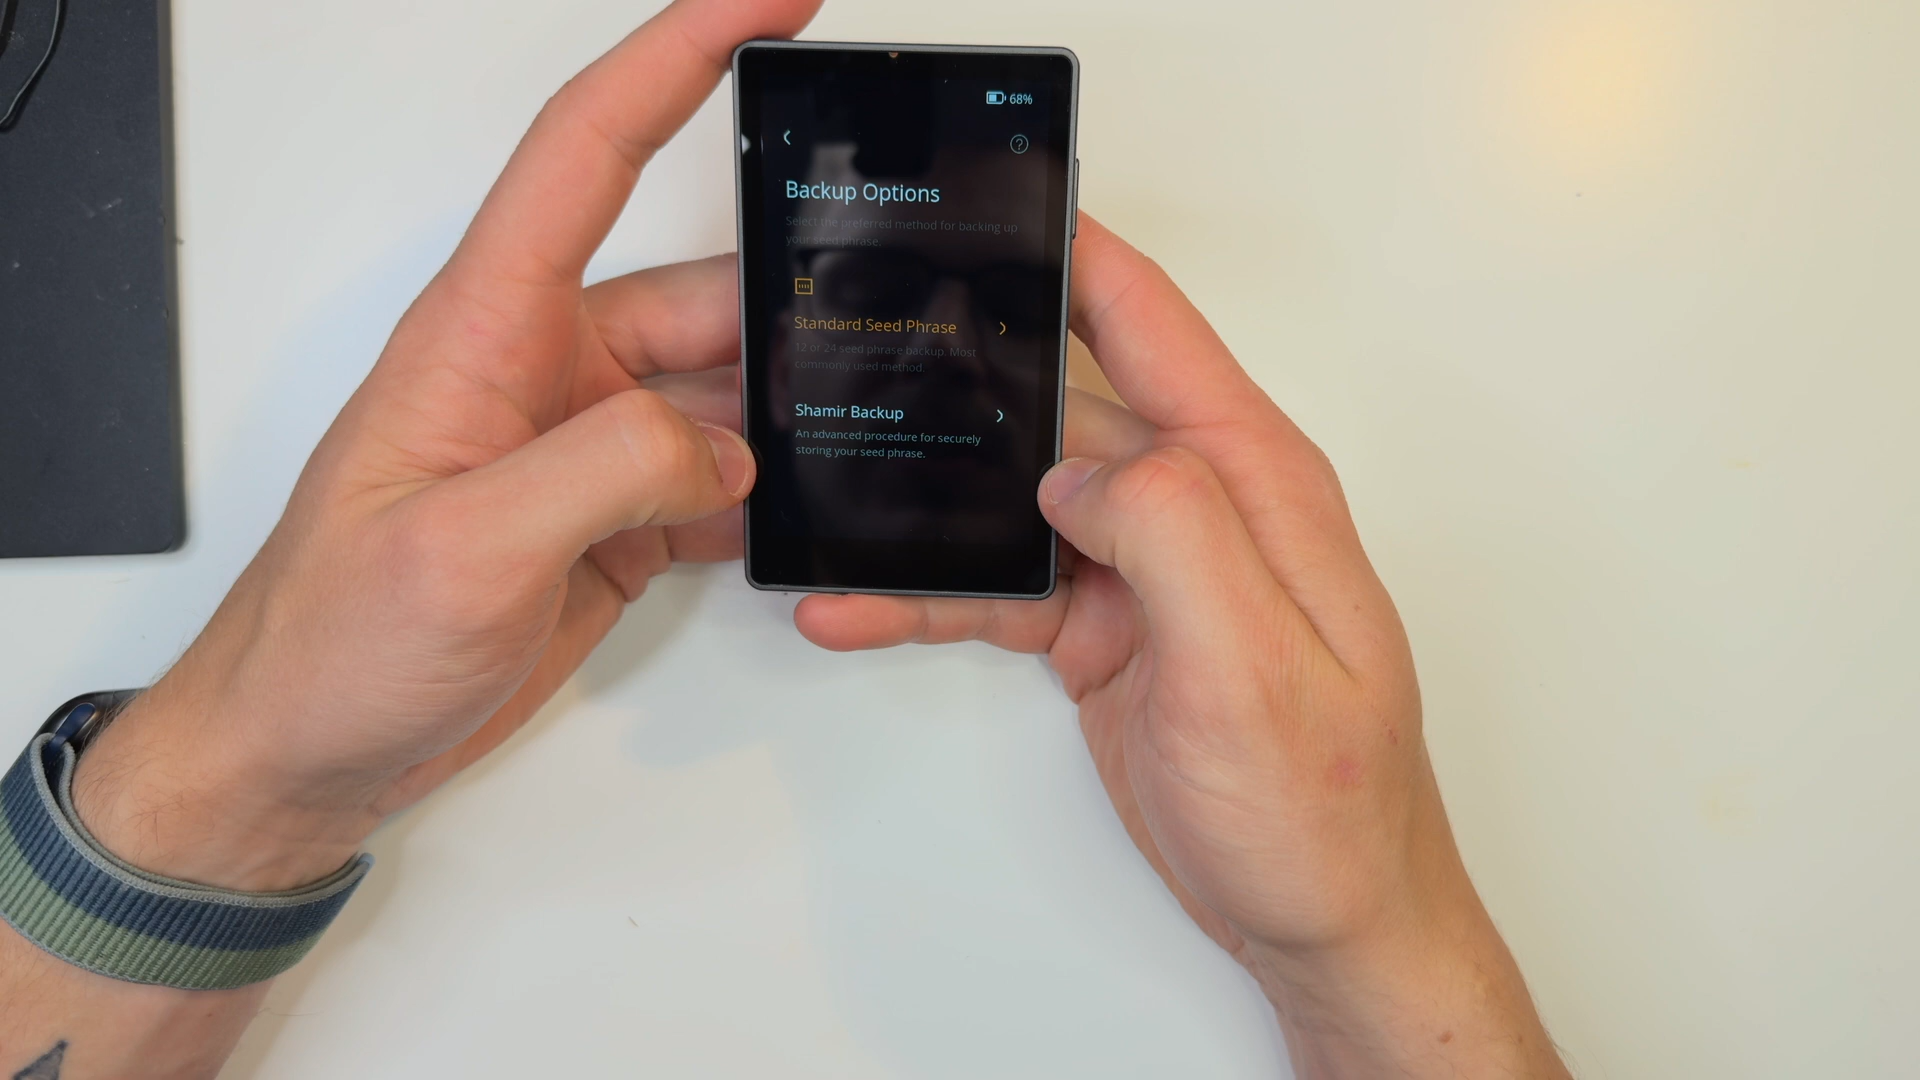 68%
?
Backup Options
Select the preferred method for backing up
your seed phrase.
Standard Seed Phrase
12 or 24 seed phrase backup. Most
commonly used method.
Shamir Backup
An advanced procedure for securely
storing your seed phrase.